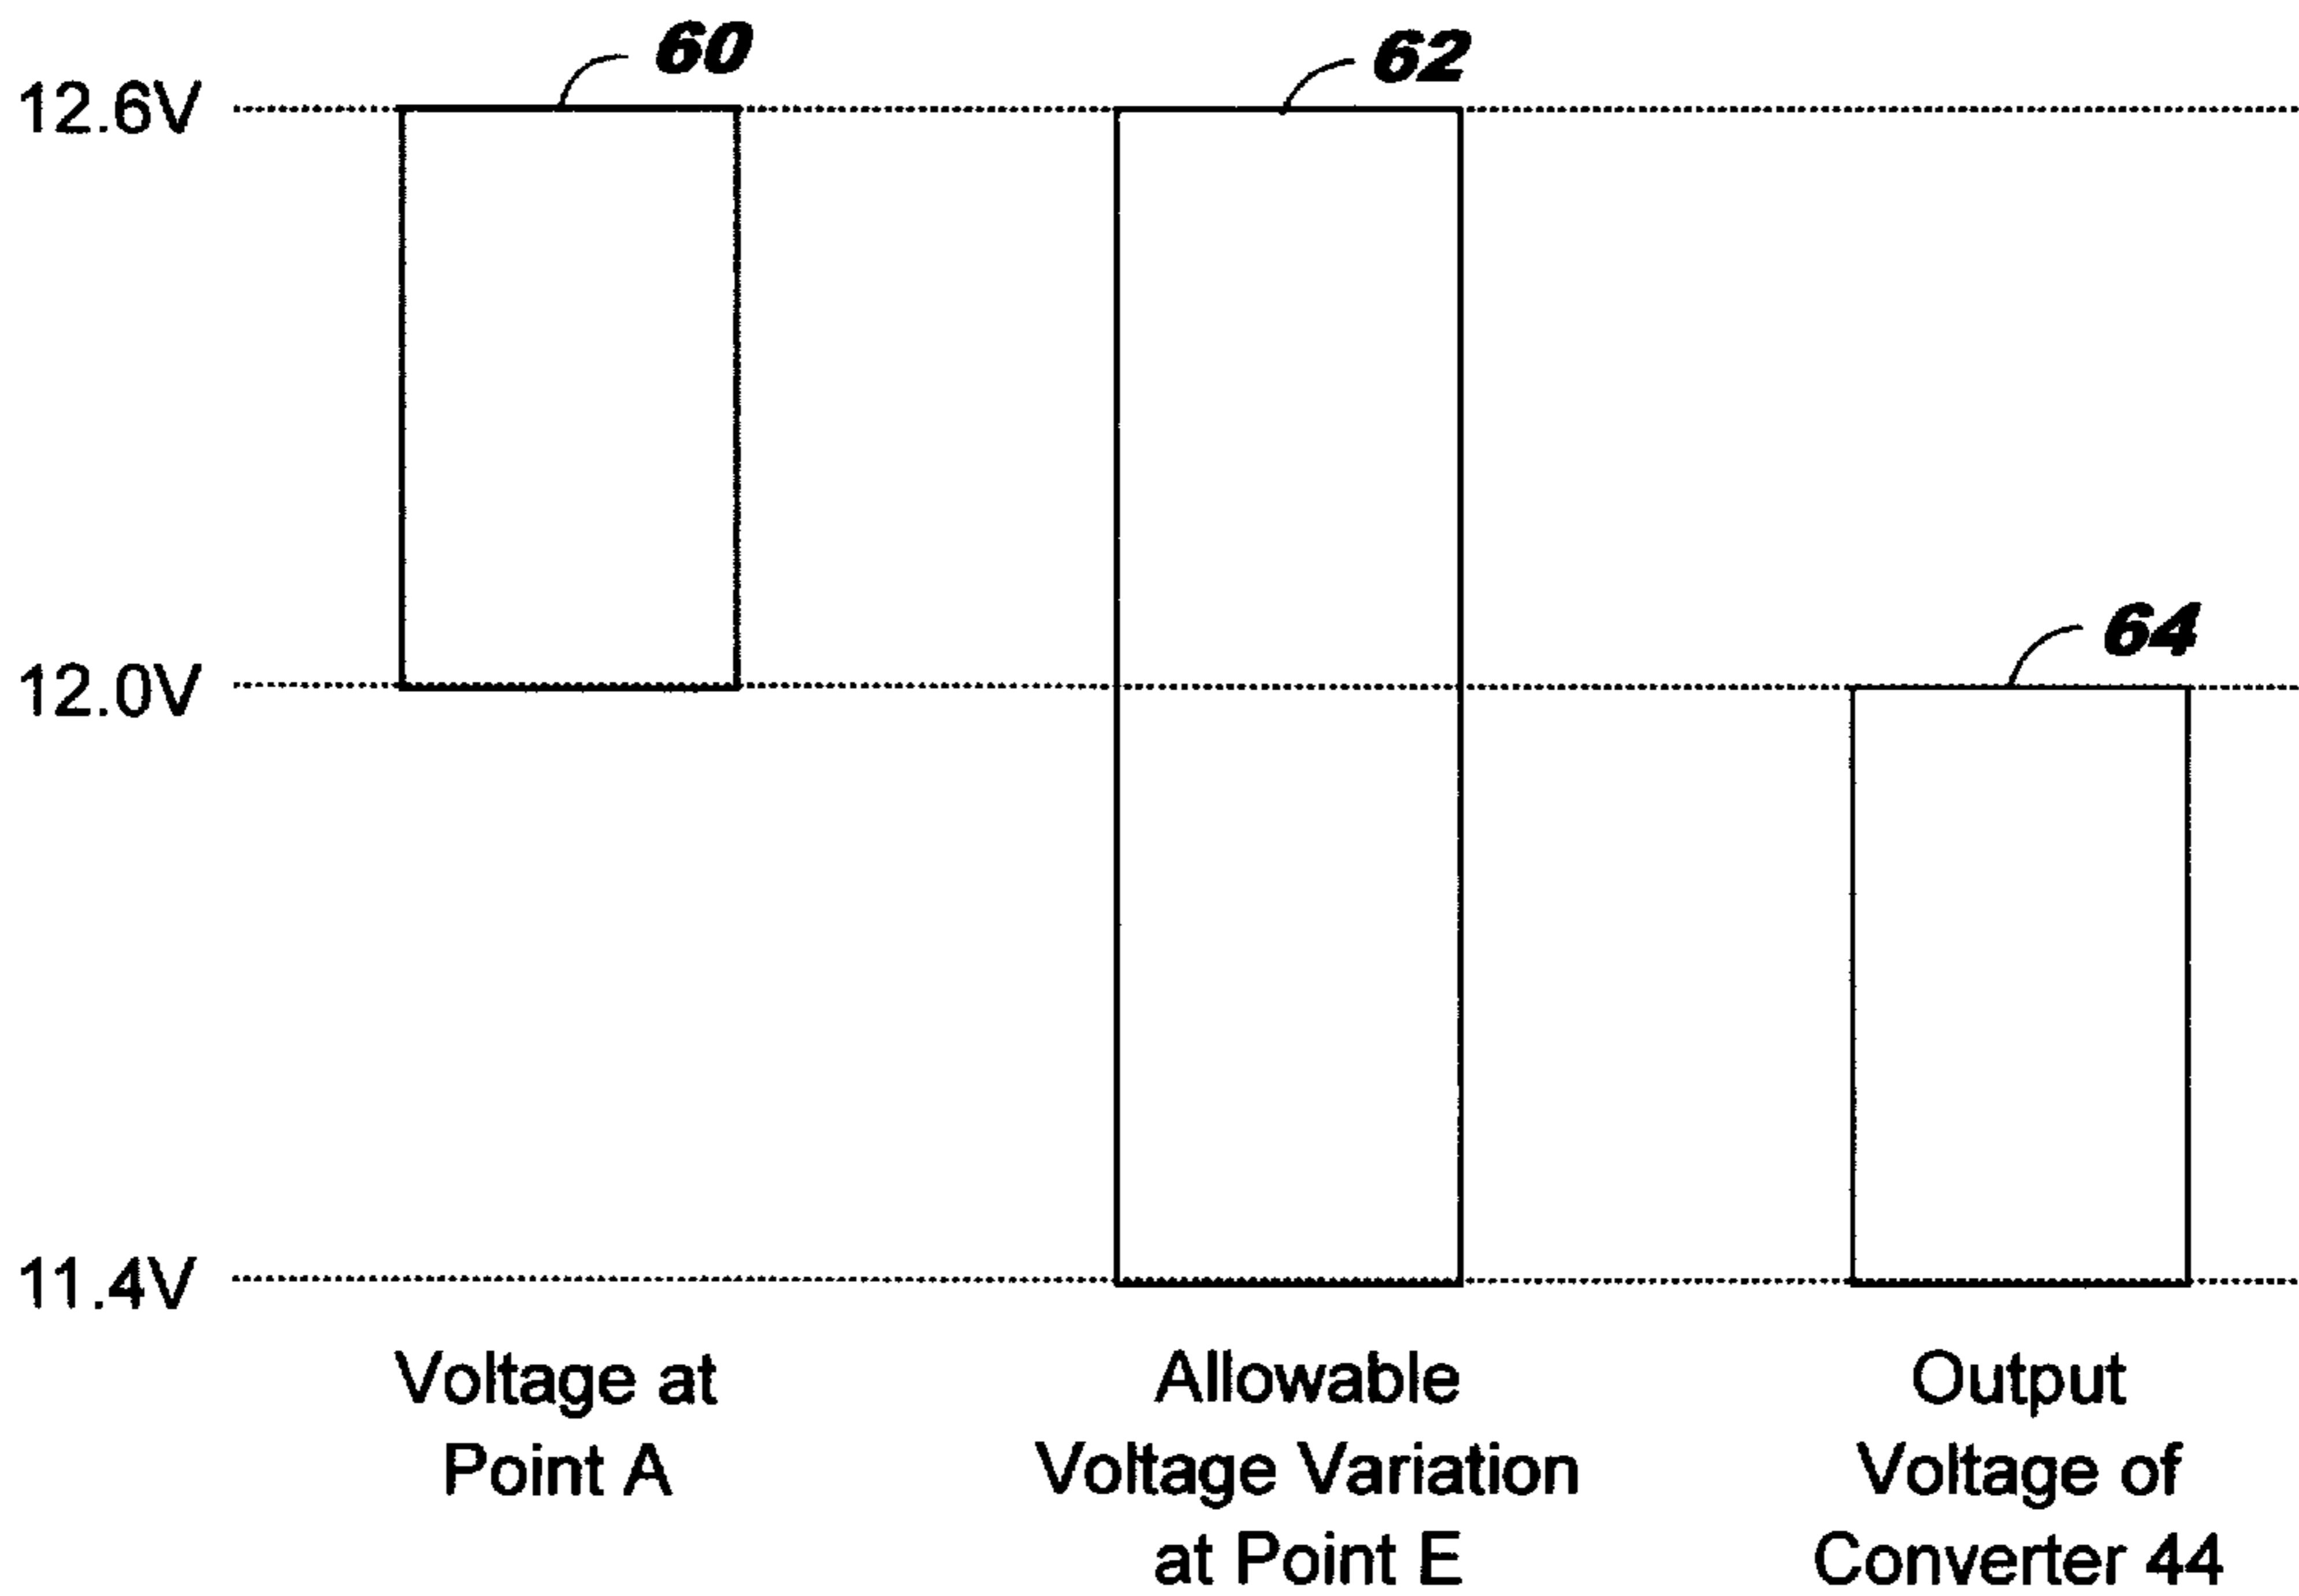 60
62
12.6V
64
12.0V
11.4V
Voltage at
Point A
Allowable
Voltage Variation
at Point E
Output
Voltage of
Converter 44